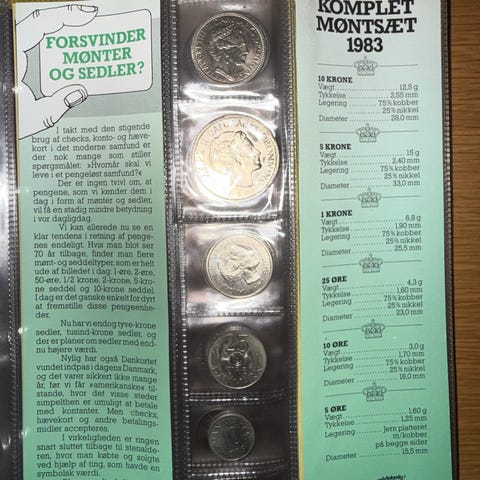 FORSVINDER
MØNTER
OG SEDLER?
I takt med den stigende
brug af checks, konto- og hæve-
kort i det moderne samfund er
der nok mange som stiller
spørgsmålet: »Hvornår skal vi
leve i et pengeløst samfund?«
Der er ingen tvivl om, at
pengene, som vi kender dem i
dag i form af mønter og sedler,
vil få en stadig mindre betydning
i vor dagligdag.
Vi kan allerede nu se en
klar tendens i retning af penge-
nes endeligt. Hvis man blot ser
70 år tilbage, finder man flere
mønt- og seddeltyper, som er helt
ude af billedet i dag: 1-øre, 2-øre,
50-øre, 1/2 krone, 2-krone, 5-kro-
ne seddel og 10-krone seddel.
I dag er det ganske enkelt for dyrt
at fremstille disse pengeenhe-
der.
Nu har vi endog tyve-krone
sedler, tusind-krone sedler, og
der er planer om sedler med end-
nu højere værdi.
Nylig har også Dankortet
vundet indpas i dagens Danmark,
og det varer sikkert ikke mange
år, før vi får »amerikanske« til-
stande, hvor det vises steder
simpelthen er umuligt at betale
med kontanter. Men checks,
hævekort og andre betalings-
midler accepteres.
I virkeligheden er ringen
snart sluttet tilbage til stenalde-
ren, hvor man købte og solgte
ved hjælp af ting, som havde en
symbolsk værdi.
25
10
KOMPLET
MØNTSÆT
1983
10 KRONE
Vægt 12,5 g
Tykkelse 2,55 mm
Legering 75% kobber
25% nikkel
Diameter 28,0 mm
5 KRONE
Vægt 15 g
Tykkelse 2,40 mm
Legering 75% kobber
25% nikkel
Diameter 33,0 mm
1 KRONE
Vægt 6,8 g
Tykkelse 1,90 mm
Legering 75% kobber
25% nikkel
Diameter 25,5 mm
25 ØRE
Vægt 4,3 g
Tykkelse 1,60 mm
Legering 75% kobber
25% nikkel
Diameter 23,0 mm
10 ØRE
Vægt 3,0 g
Tykkelse 1,70 mm
Legering 75% kobber
25% nikkel
Diameter 18,0 mm
5 ØRE
Vægt 1,60 g
Tykkelse 1,25 mm
Legering Jern platteret
m/kobber
på begge sider
Diameter 15,5 mm